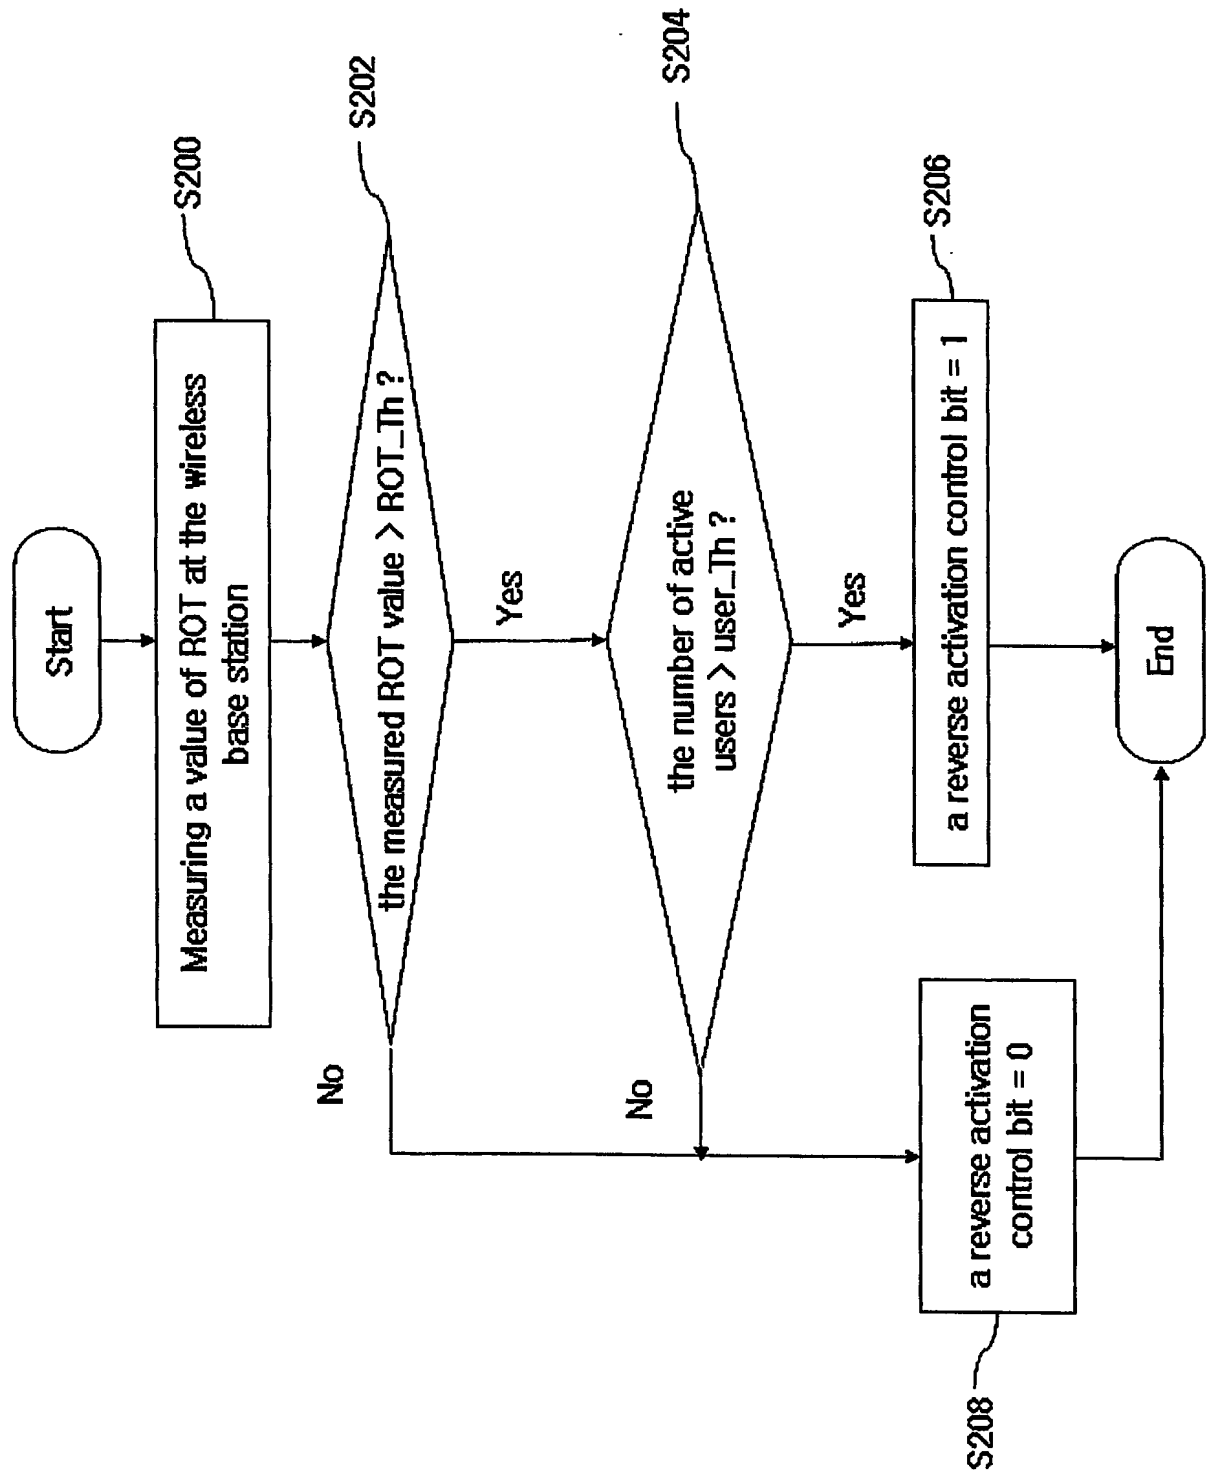 Start
S200
Measuring a value of ROT at the wireless
base station
S202
the measured ROT value > ROT_Th ?
No
Yes
S204
the number of active
users > user_Th ?
No
Yes
S206
a reverse activation control bit = 1
S208
a reverse activation
control bit = 0
End